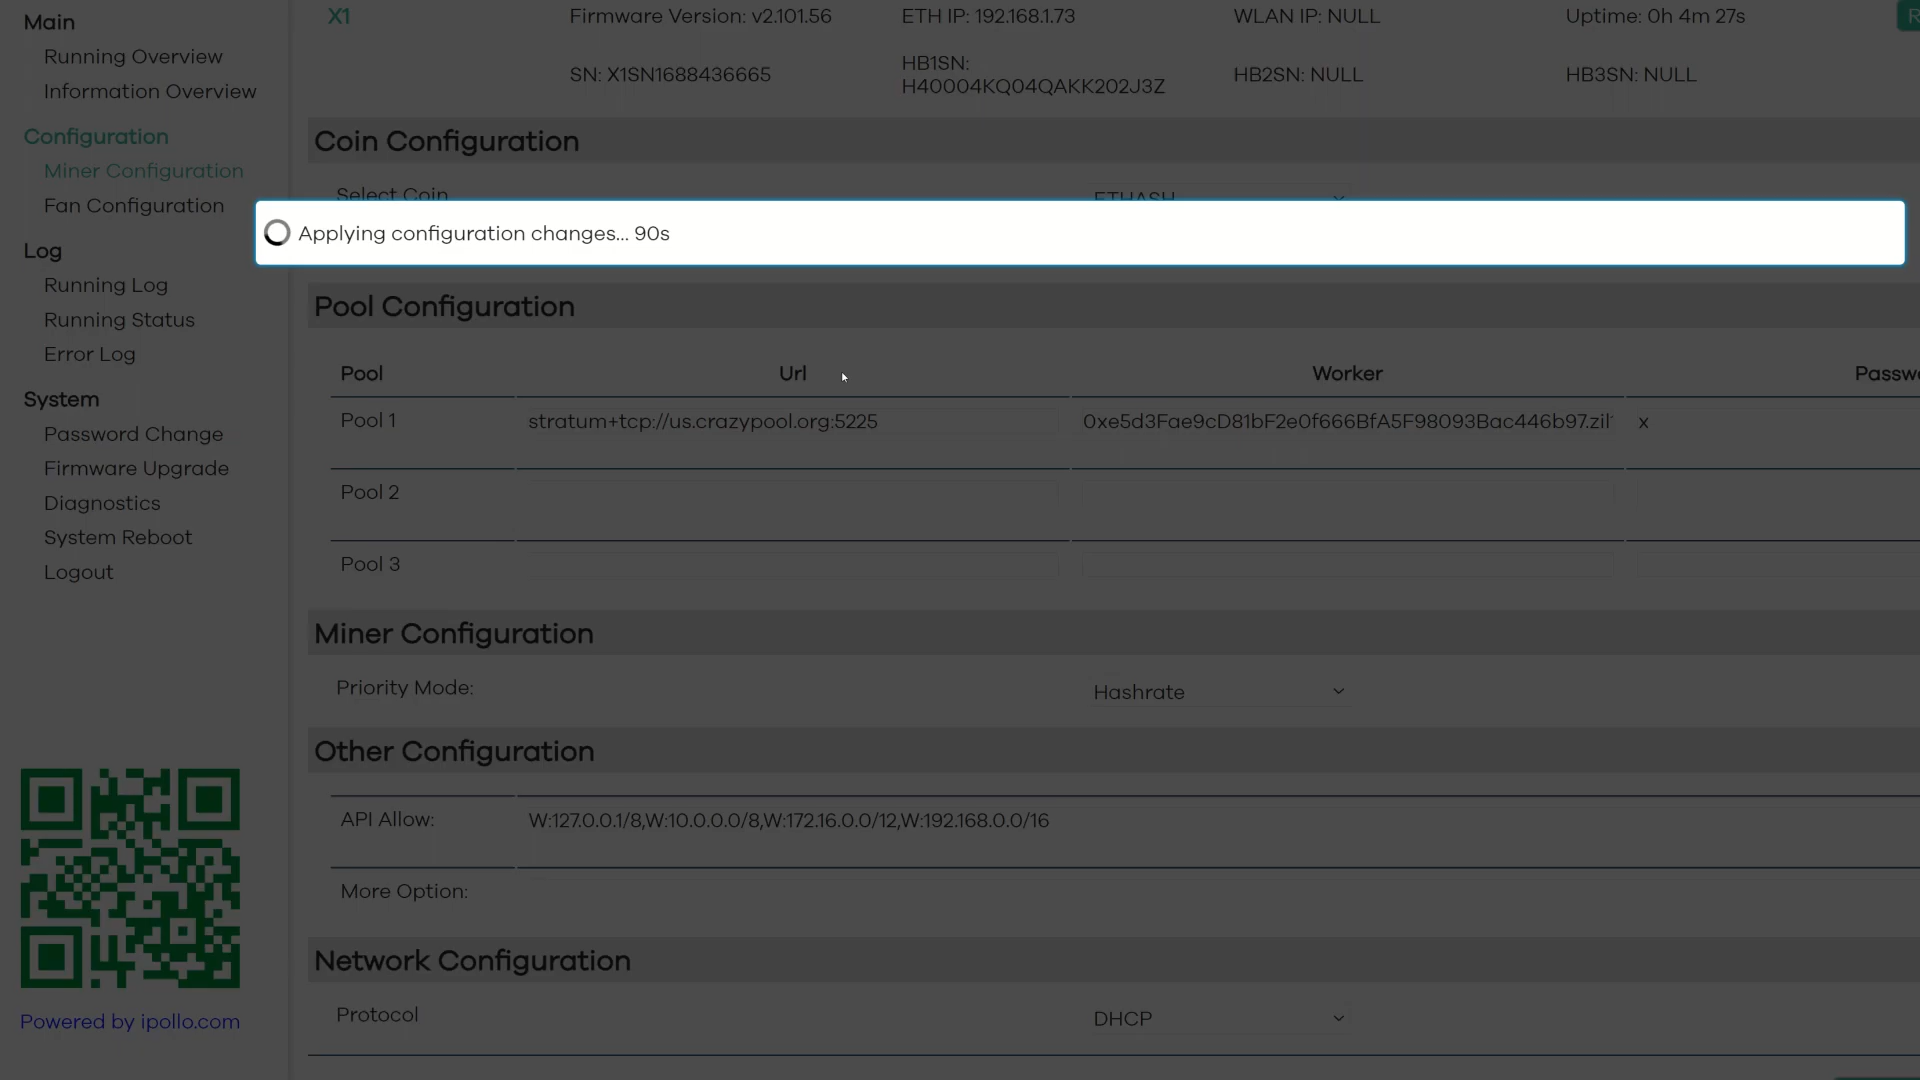 Main
Running Overview
Information Overview
Configuration
Miner Configuration
Fan Configuration
Log
Running Log
Running Status
Error Log
System
Password Change
Firmware Upgrade
Diagnostics
System Reboot
Logout
Powered by ipollo.com
X1
Firmware Version: v2.101.56
ETH IP: 192.168.1.73
WLAN IP: NULL
Uptime: 0h 4m 27s
R
SN: X1SN1688436665
HB1SN:
H40004KQ04QAKK202J3Z
HB2SN: NULL
HB3SN: NULL
Coin Configuration
Select Coin
ETHASH
Applying configuration changes... 90s
Pool Configuration
Pool
Url
Worker
Passwo
Pool 1
stratum+tcp://us.crazypool.org:5225
0xe5d3Fae9cD81bF2e0f666BfA5F98093Bac446b97.zil
x
Pool 2
Pool 3
Miner Configuration
Priority Mode:
Hashrate
Other Configuration
API Allow:
W:127.0.0.1/8,W:10.0.0.0/8,W:172.16.0.0/12,W:192.168.0.0/16
More Option:
Network Configuration
Protocol
DHCP